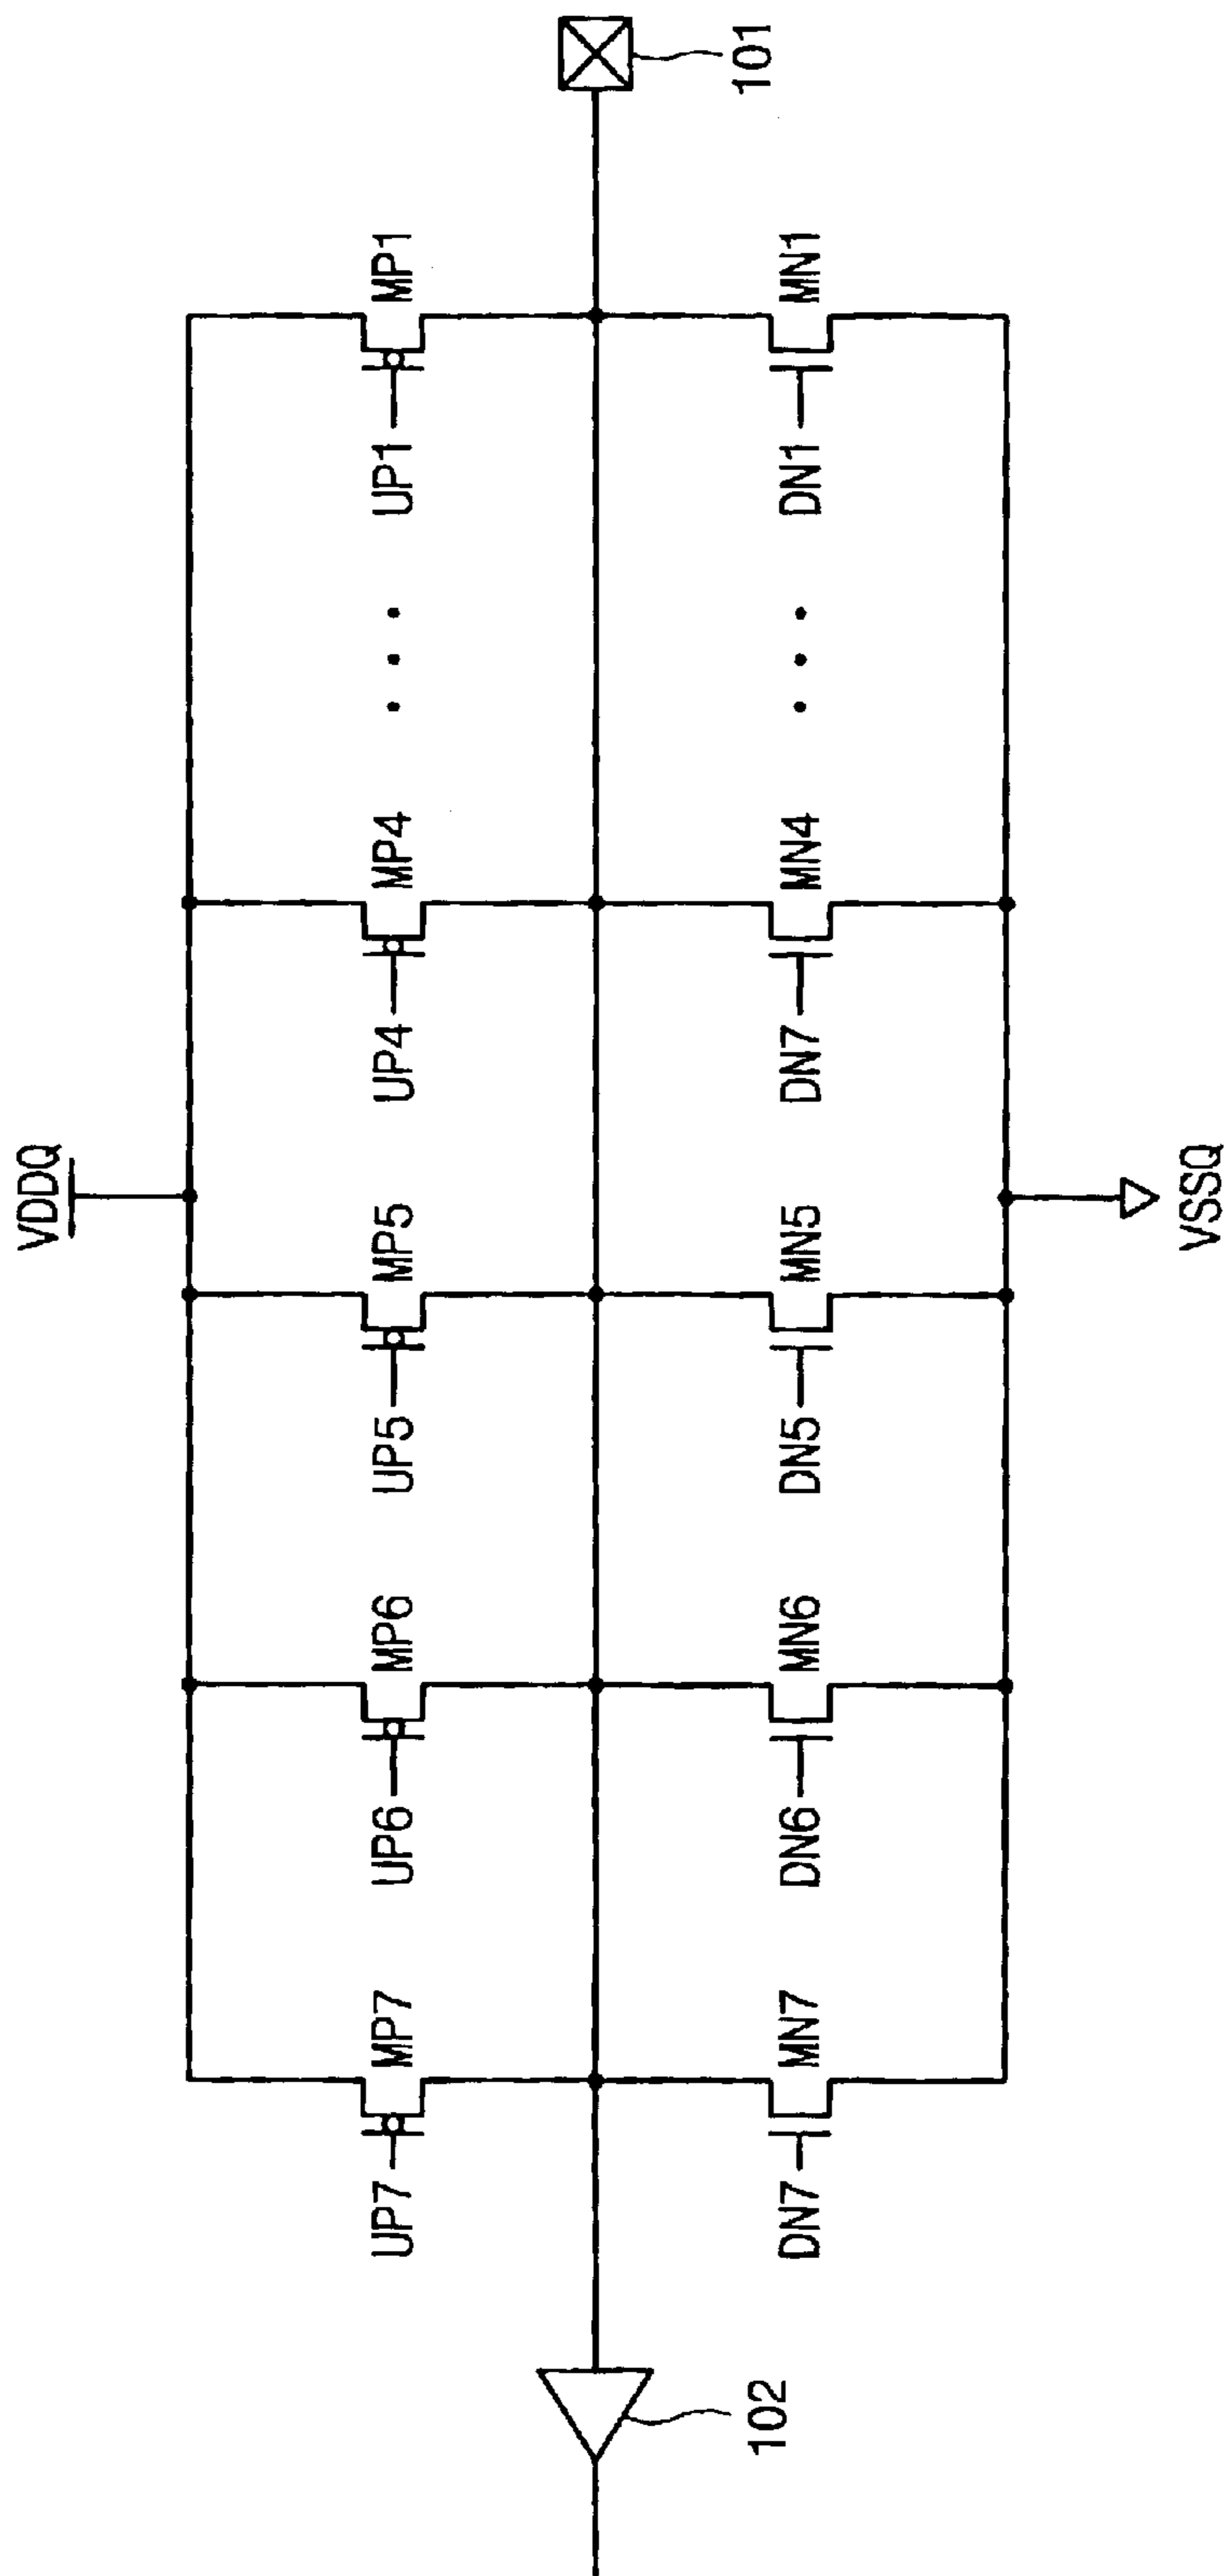 VDDQ
MP7
MP6
MP5
MP4
MP1
UP7
UP6
UP5
UP4
UP1
101
102
MN7
MN6
MN5
MN4
MN1
DN7
DN6
DN5
DN7
DN1
VSSQ